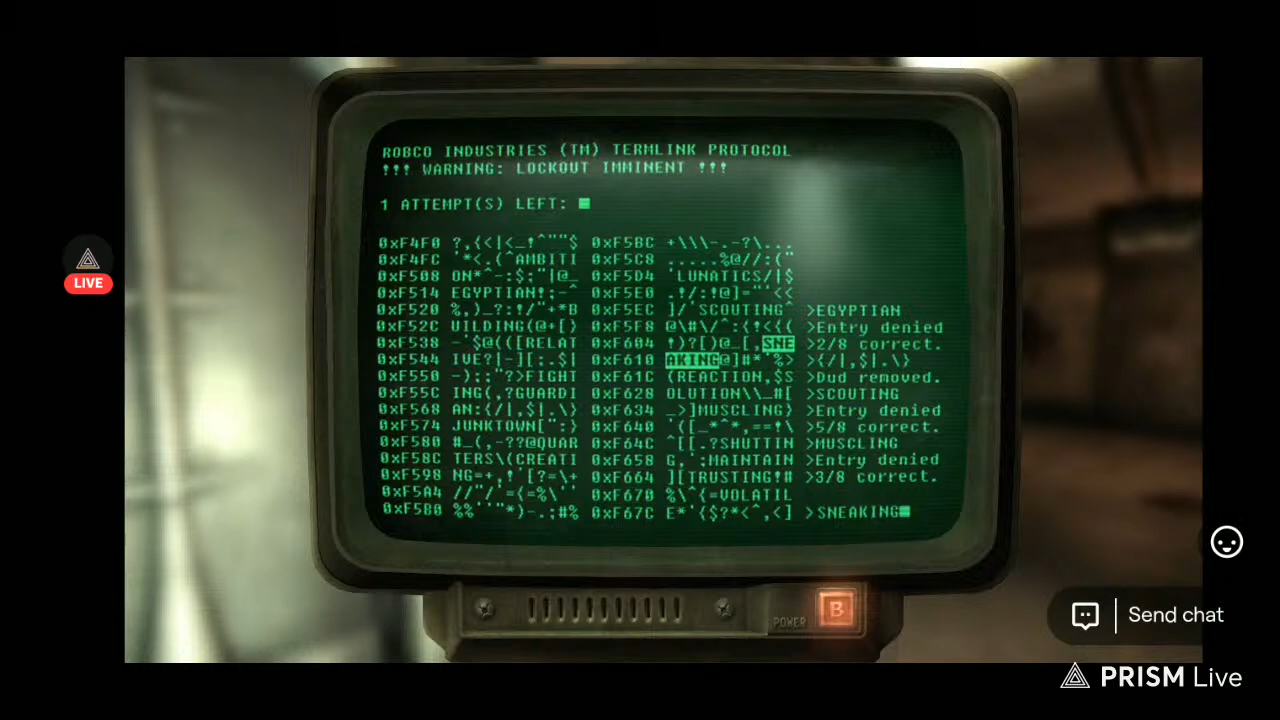 ROBCO INDUSTRIES (TM) TERMLINK PROTOCOL
!!! WARNING: LOCKOUT IMMINENT !!!
1 ATTEMPT(S) LEFT:
0xF4F0 ?,{<|<_!^""$ 0xF5BC +\\\-.-?\...
0xF4FC '*<.(^AMBITI 0xF5C8 .....%@//:("
0xF508 ON*^-:$;"|@_ 0xF5D4 'LUNATICS/|$
0xF514 EGYPTIAN!;-^ 0xF5E0 .!/:!@]="'<<
0xF520 %,)_?:!/"+*B 0xF5EC ]/'SCOUTING^ >EGYPTIAN
0xF52C UILDING(@+[} 0xF5F8 @\#\/^:{!<{( >Entry denied
0xF538 -'$@(([RELAT 0xF604 !)?[)@_[,SNE >2/8 correct.
0xF544 IVE?|-][:.$| 0xF610 AKING@]#*'%> >{/|,$|.\}
0xF550 -);:"?>FIGHT 0xF61C (REACTION,$S >Dud removed.
0xF55C ING(,?GUARDI 0xF628 OLUTION\\_#[ >SCOUTING
0xF568 AN:{/|,$|.\} 0xF634 _>]MUSCLING} >Entry denied
0xF574 JUNKTOWN[":} 0xF640 '{[_*^*,==!\ >5/8 correct.
0xF580 #_(,-??@QUAR 0xF64C ^[[.?SHUTTIN >MUSCLING
0xF58C TERS\(CREATI 0xF658 G,';MAINTAIN >Entry denied
0xF598 NG=+,!'[?=\+ 0xF664 ][TRUSTING!# >3/8 correct.
0xF5A4 //"/'={=%\'' 0xF670 %\^{=VOLATIL
0xF5B0 %%''"*)-.;#% 0xF67C E*'{$?*<^,<] >SNEAKING
POWER
B
LIVE
Send chat
PRISM Live